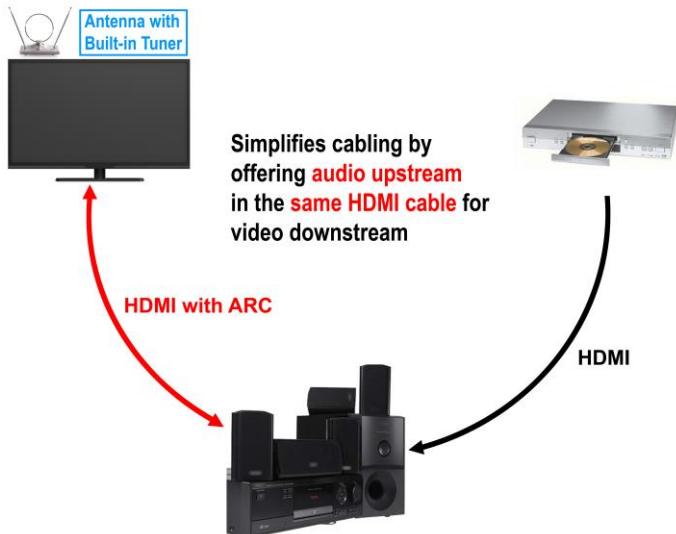 Antenna with
Built-in Tuner
Simplifies cabling by
offering audio upstream
in the same HDMI cable for
video downstream
HDMI with ARC
HDMI